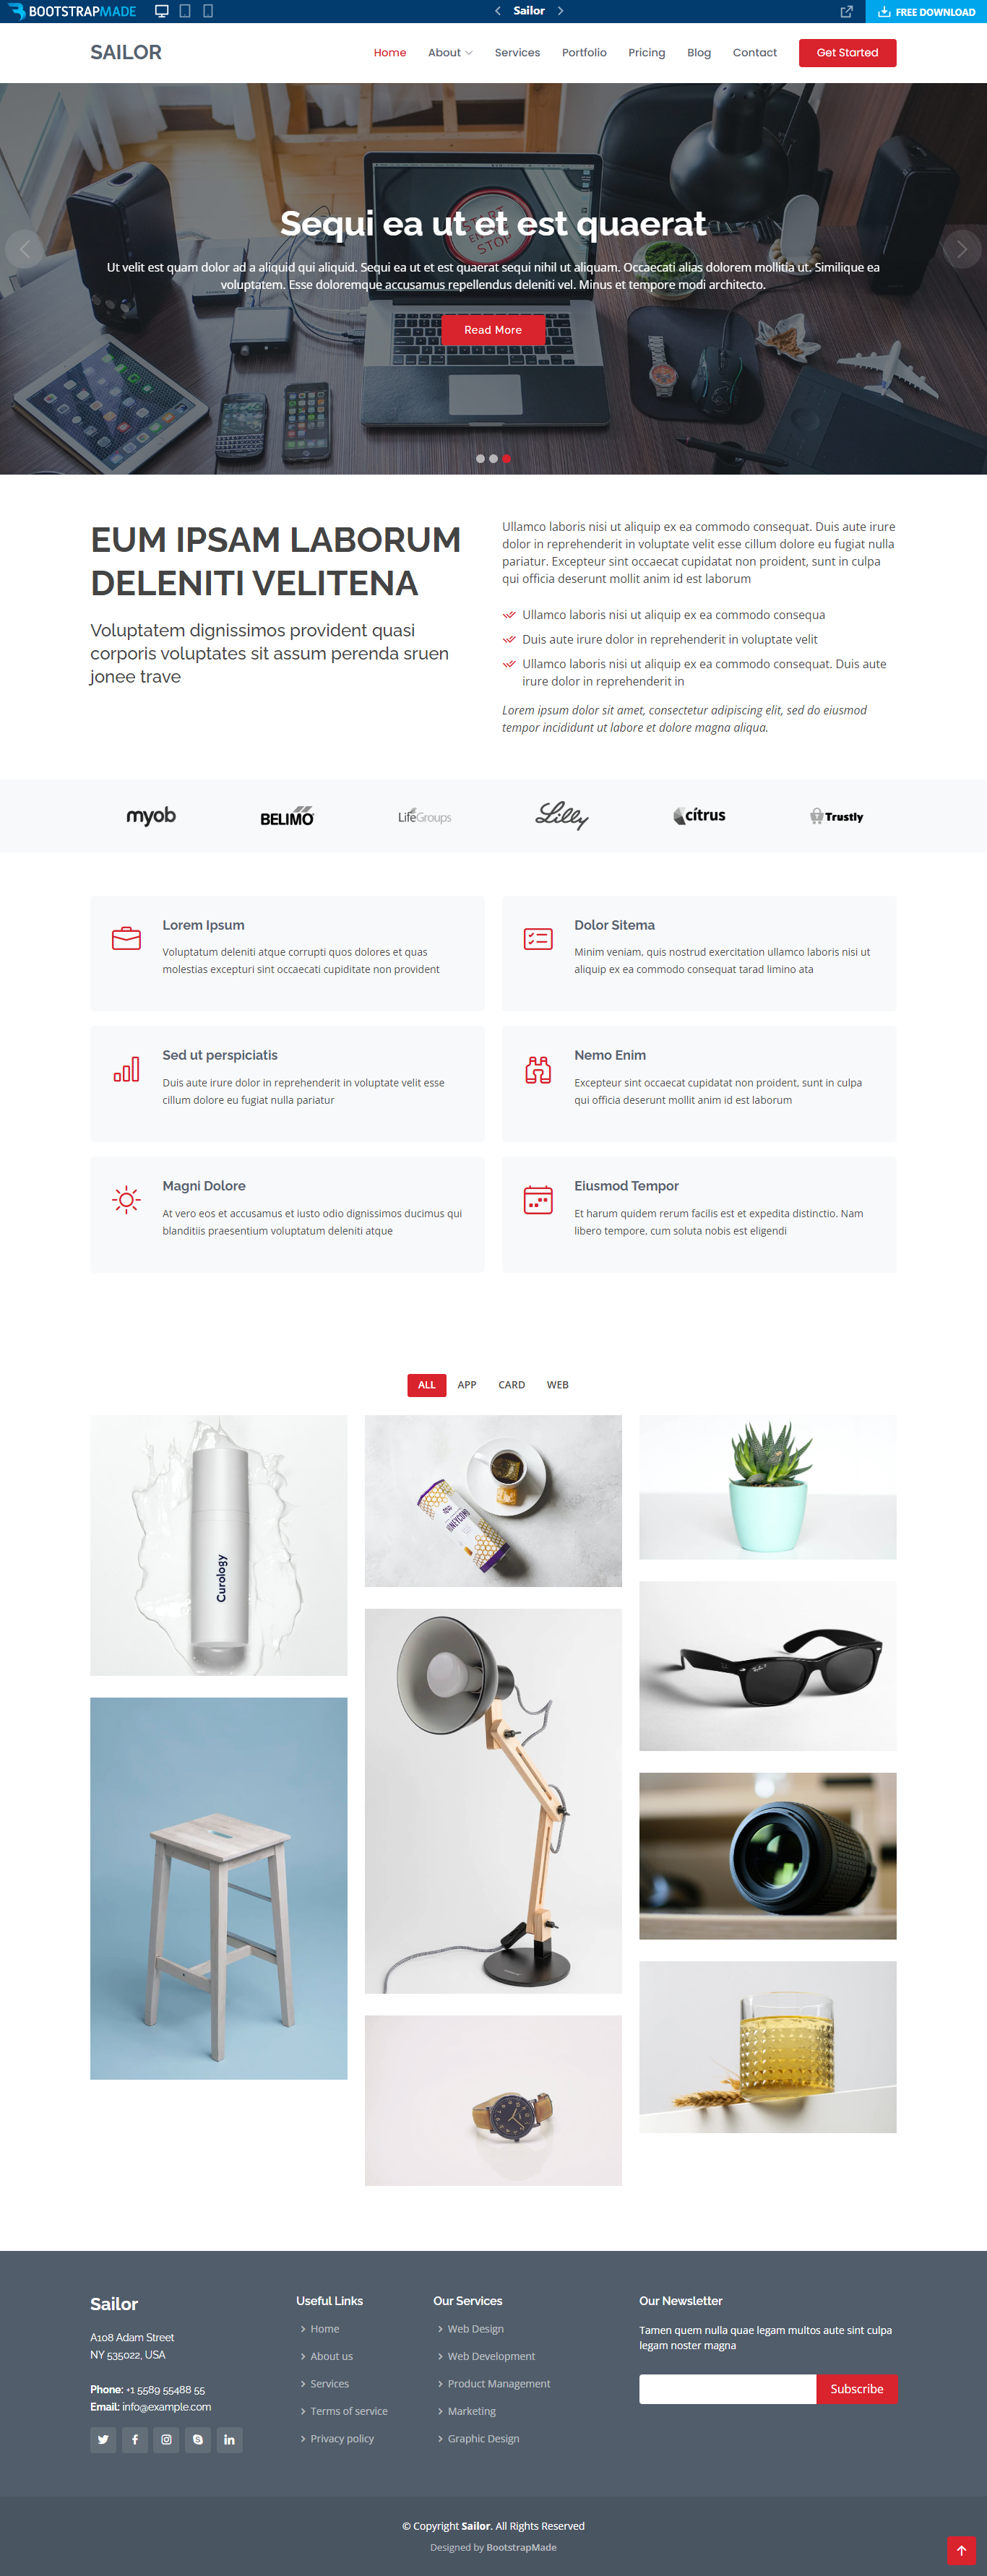 BOOTSTRAPMADE
Sailor
FREE DOWNLOAD
SAILOR
Home
About
Services
Portfolio
Pricing
Blog
Contact
Get Started
START
ENGINE
STOP
Sequi ea ut et est quaerat
Ut velit est quam dolor ad a aliquid qui aliquid. Sequi ea ut et est quaerat sequi nihil ut aliquam. Occaecati alias dolorem mollitia ut. Similique ea
voluptatem. Esse doloremque accusamus repellendus deleniti vel. Minus et tempore modi architecto.
Read More
EUM IPSAM LABORUM
DELENITI VELITENA
Voluptatem dignissimos provident quasi
corporis voluptates sit assum perenda sruen
jonee trave
Ullamco laboris nisi ut aliquip ex ea commodo consequat. Duis aute irure
dolor in reprehenderit in voluptate velit esse cillum dolore eu fugiat nulla
pariatur. Excepteur sint occaecat cupidatat non proident, sunt in culpa
qui officia deserunt mollit anim id est laborum
Ullamco laboris nisi ut aliquip ex ea commodo consequa
Duis aute irure dolor in reprehenderit in voluptate velit
Ullamco laboris nisi ut aliquip ex ea commodo consequat. Duis aute
irure dolor in reprehenderit in
Lorem ipsum dolor sit amet, consectetur adipiscing elit, sed do eiusmod
tempor incididunt ut labore et dolore magna aliqua.
myob
BELIMO
LifeGroups
Lilly
citrus
Trustly
Lorem Ipsum
Voluptatum deleniti atque corrupti quos dolores et quas
molestias excepturi sint occaecati cupiditate non provident
Dolor Sitema
Minim veniam, quis nostrud exercitation ullamco laboris nisi ut
aliquip ex ea commodo consequat tarad limino ata
Sed ut perspiciatis
Duis aute irure dolor in reprehenderit in voluptate velit esse
cillum dolore eu fugiat nulla pariatur
Nemo Enim
Excepteur sint occaecat cupidatat non proident, sunt in culpa
qui officia deserunt mollit anim id est laborum
Magni Dolore
At vero eos et accusamus et iusto odio dignissimos ducimus qui
blanditiis praesentium voluptatum deleniti atque
Eiusmod Tempor
Et harum quidem rerum facilis est et expedita distinctio. Nam
libero tempore, cum soluta nobis est eligendi
ALL
APP
CARD
WEB
Curology
HONEYCOMB
Sailor
A108 Adam Street
NY 535022, USA
Phone: +1 5589 55488 55
Email: info@example.com
Useful Links
Home
About us
Services
Terms of service
Privacy policy
Our Services
Web Design
Web Development
Product Management
Marketing
Graphic Design
Our Newsletter
Tamen quem nulla quae legam multos aute sint culpa
legam noster magna
Subscribe
© Copyright Sailor. All Rights Reserved
Designed by BootstrapMade